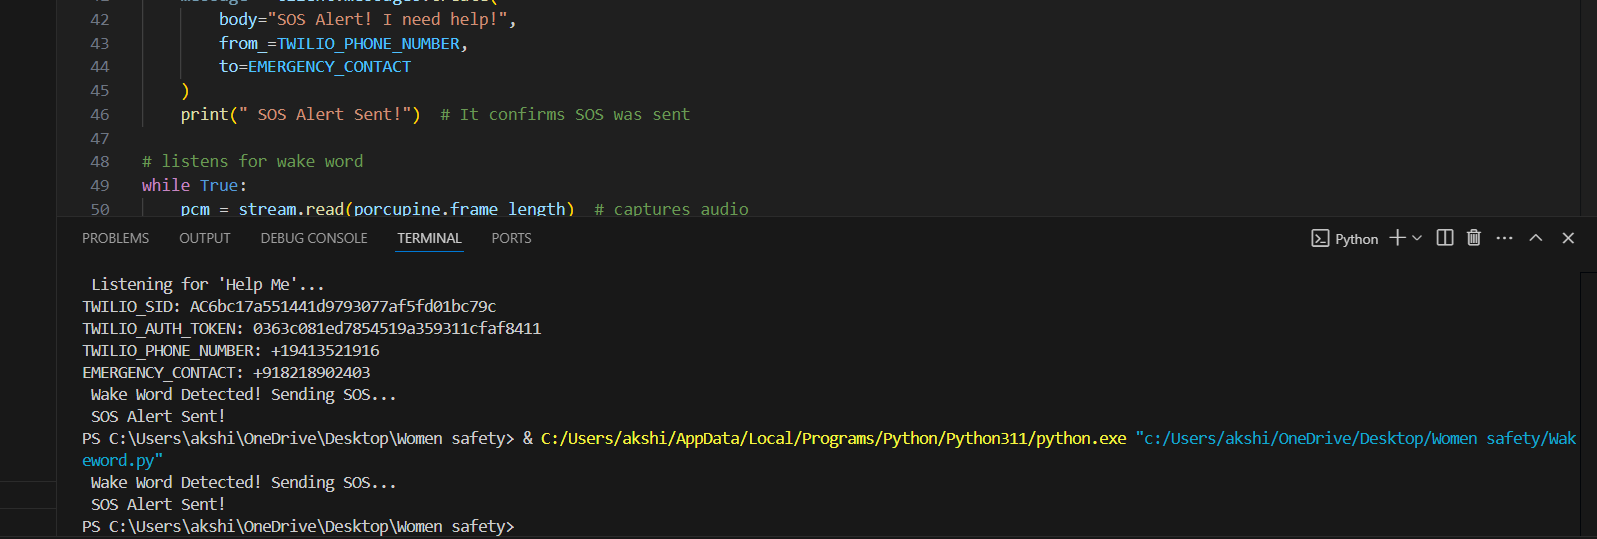 42 body="SOS Alert! I need help!",
43 from_=TWILIO_PHONE_NUMBER,
44 to=EMERGENCY_CONTACT
45 )
46 print(" SOS Alert Sent!") # It confirms SOS was sent
47
48 # listens for wake word
49 while True:
50 pcm = stream.read(porcupine.frame_length) # captures audio
PROBLEMS OUTPUT DEBUG CONSOLE TERMINAL PORTS Python
Listening for 'Help Me'...
TWILIO_SID: AC6bc17a551441d9793077af5fd01bc79c
TWILIO_AUTH_TOKEN: 0363c081ed7854519a359311cfaf8411
TWILIO_PHONE_NUMBER: +19413521916
EMERGENCY_CONTACT: +918218902403
Wake Word Detected! Sending SOS...
SOS Alert Sent!
PS C:\Users\akshi\OneDrive\Desktop\Women safety> & C:/Users/akshi/AppData/Local/Programs/Python/Python311/python.exe "c:/Users/akshi/OneDrive/Desktop/Women safety/Wak
eword.py"
Wake Word Detected! Sending SOS...
SOS Alert Sent!
PS C:\Users\akshi\OneDrive\Desktop\Women safety>